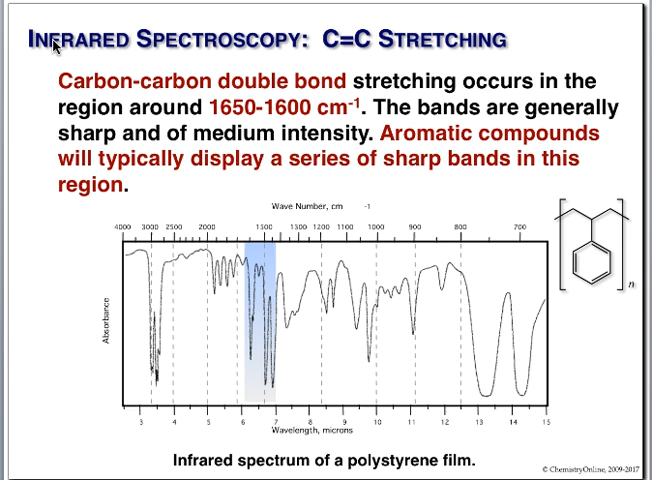 INFRARED SPECTROSCOPY: C=C STRETCHING
Carbon-carbon double bond stretching occurs in the
region around 1650-1600 cm-1. The bands are generally
sharp and of medium intensity. Aromatic compounds
will typically display a series of sharp bands in this
region.
Wave Number, cm -1
4000 3000 2500 2000 1500 1300 1200 1100 1000 900 800 700
Absorbance
n
3 4 5 6 7 8 9 10 11 12 13 14 15
Wavelength, microns
Infrared spectrum of a polystyrene film.
© ChemistryOnline, 2009-2017